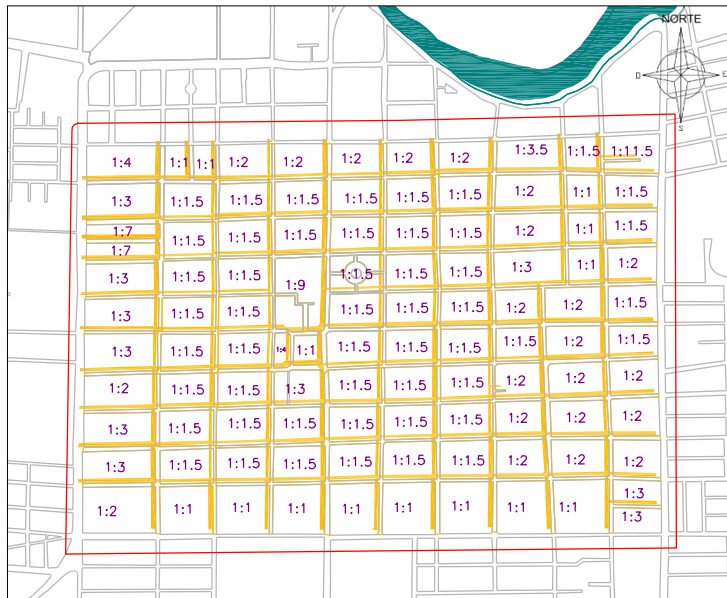 NORTE
O E
S
1:4 1:1 1:1 1:2 1:2 1:2 1:2 1:2 1:3.5 1:1.5 1:11.5
1:3 1:1.5 1:1.5 1:1.5 1:1.5 1:1.5 1:1.5 1:2 1:1 1:1.5
1:7 1:1.5 1:1.5 1:1.5 1:1.5 1:1.5 1:1.5 1:2 1:1 1:1.5
1:7
1:3 1:1.5 1:1.5 1:9 1:1.5 1:1.5 1:1.5 1:3 1:1 1:2
1:3 1:1.5 1:1.5 1:1.5 1:1.5 1:1.5 1:2 1:2 1:1.5
1:3 1:1.5 1:1.5 1:4 1:1 1:1.5 1:1.5 1:1.5 1:1.5 1:2 1:1.5
1:2 1:1.5 1:1.5 1:3 1:1.5 1:1.5 1:1.5 1:2 1:2 1:2
1:3 1:1.5 1:1.5 1:1.5 1:1.5 1:1.5 1:1.5 1:2 1:2 1:2
1:3 1:1.5 1:1.5 1:1.5 1:1.5 1:1.5 1:1.5 1:2 1:2 1:2
1:2 1:1 1:1 1:1 1:1 1:1 1:1 1:1 1:1 1:3
1:3